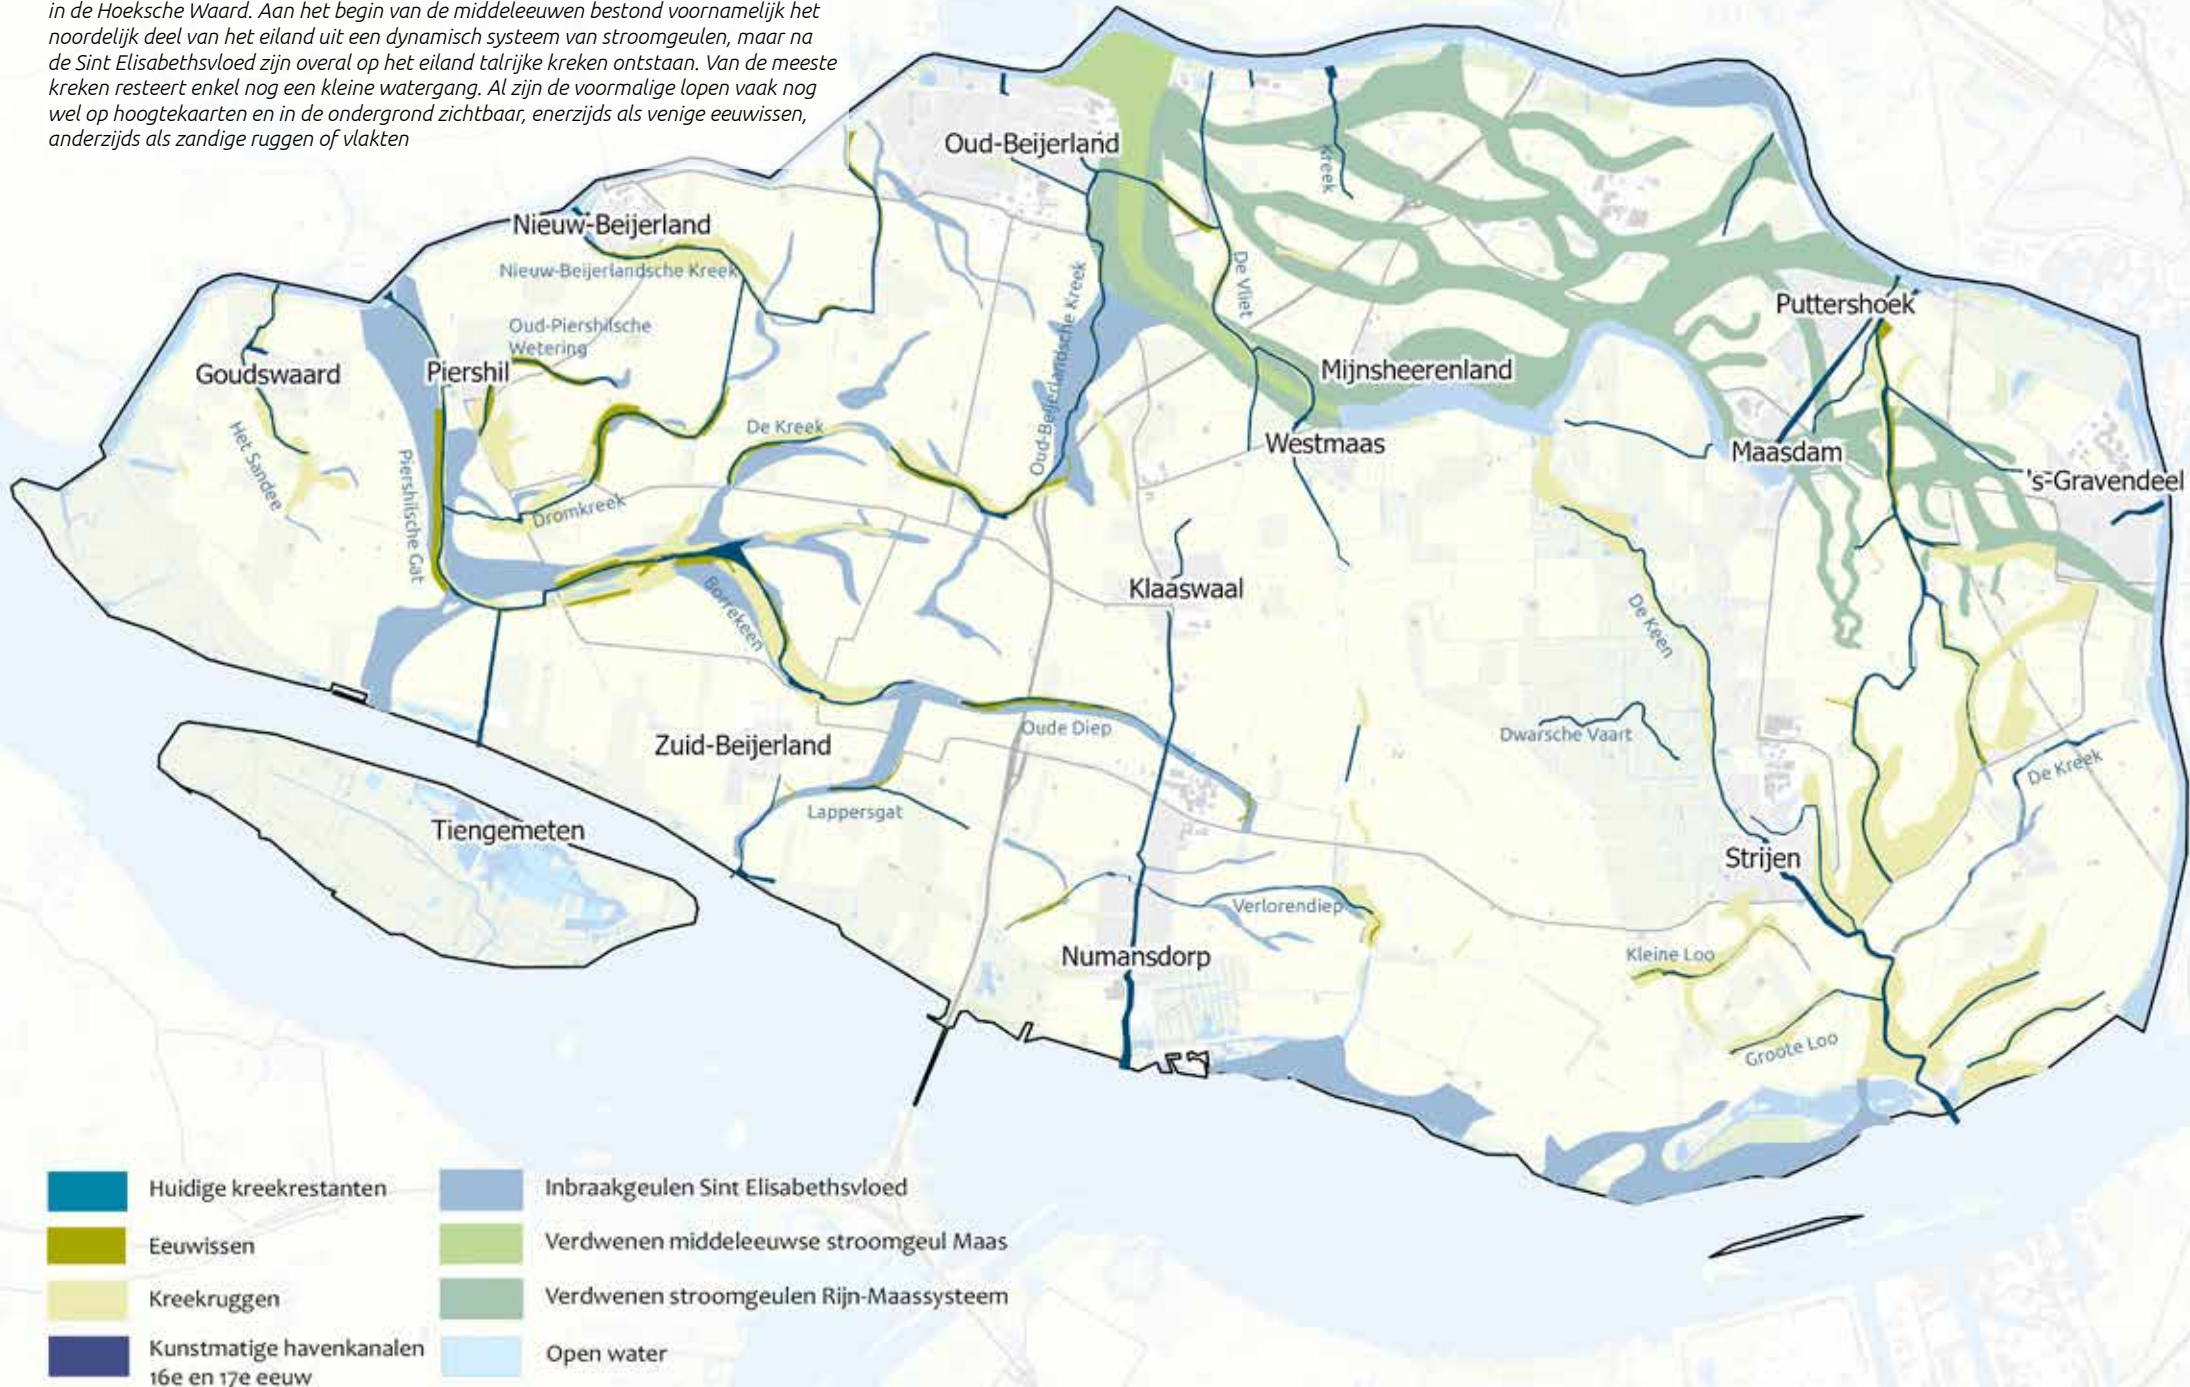 in de Hoeksche Waard. Aan het begin van de middeleeuwen bestond voornamelijk het
noordelijk deel van het eiland uit een dynamisch systeem van stroomgeulen, maar na
de Sint Elisabethsvloed zijn overal op het eiland talrijke kreken ontstaan. Van de meeste
kreken resteert enkel nog een kleine watergang. Al zijn de voormalige lopen vaak nog
wel op hoogtekaarten en in de ondergrond zichtbaar, enerzijds als venige eeuwissen,
anderzijds als zandige ruggen of vlakten
Oud-Beijerland
Kreek
Nieuw-Beijerland
Nieuw-Beijerlandsche Kreek
De Vliet
Oud-Beijerlandsche Kreek
Puttershoek
Oud-Piershilsche
Wetering
Goudswaard
Piershil
Mijnsheerenland
De Kreek
Westmaas
Maasdam
Het Sandee
's-Gravendeel
Piershilsche Gat
Dromkreek
Klaaswaal
Borrekeen
De Keen
Oude Diep
Dwarsche Vaart
Zuid-Beijerland
De Kreek
Lappersgat
Tiengemeten
Strijen
Verlorendiep
Numansdorp
Kleine Loo
Groote Loo
Huidige kreekrestanten
Eeuwissen
Kreekruggen
Kunstmatige havenkanalen
16e en 17e eeuw
Inbraakgeulen Sint Elisabethsvloed
Verdwenen middeleeuwse stroomgeul Maas
Verdwenen stroomgeulen Rijn-Maassysteem
Open water